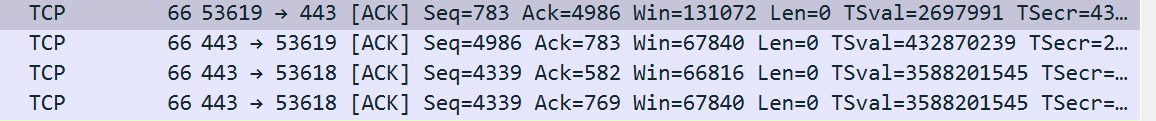 TCP 66 53619 → 443 [ACK] Seq=783 Ack=4986 Win=131072 Len=0 TSval=2697991 TSecr=43…
TCP 66 443 → 53619 [ACK] Seq=4986 Ack=783 Win=67840 Len=0 TSval=432870239 TSecr=2…
TCP 66 443 → 53618 [ACK] Seq=4339 Ack=582 Win=66816 Len=0 TSval=3588201545 TSecr=…
TCP 66 443 → 53618 [ACK] Seq=4339 Ack=769 Win=67840 Len=0 TSval=3588201545 TSecr=…